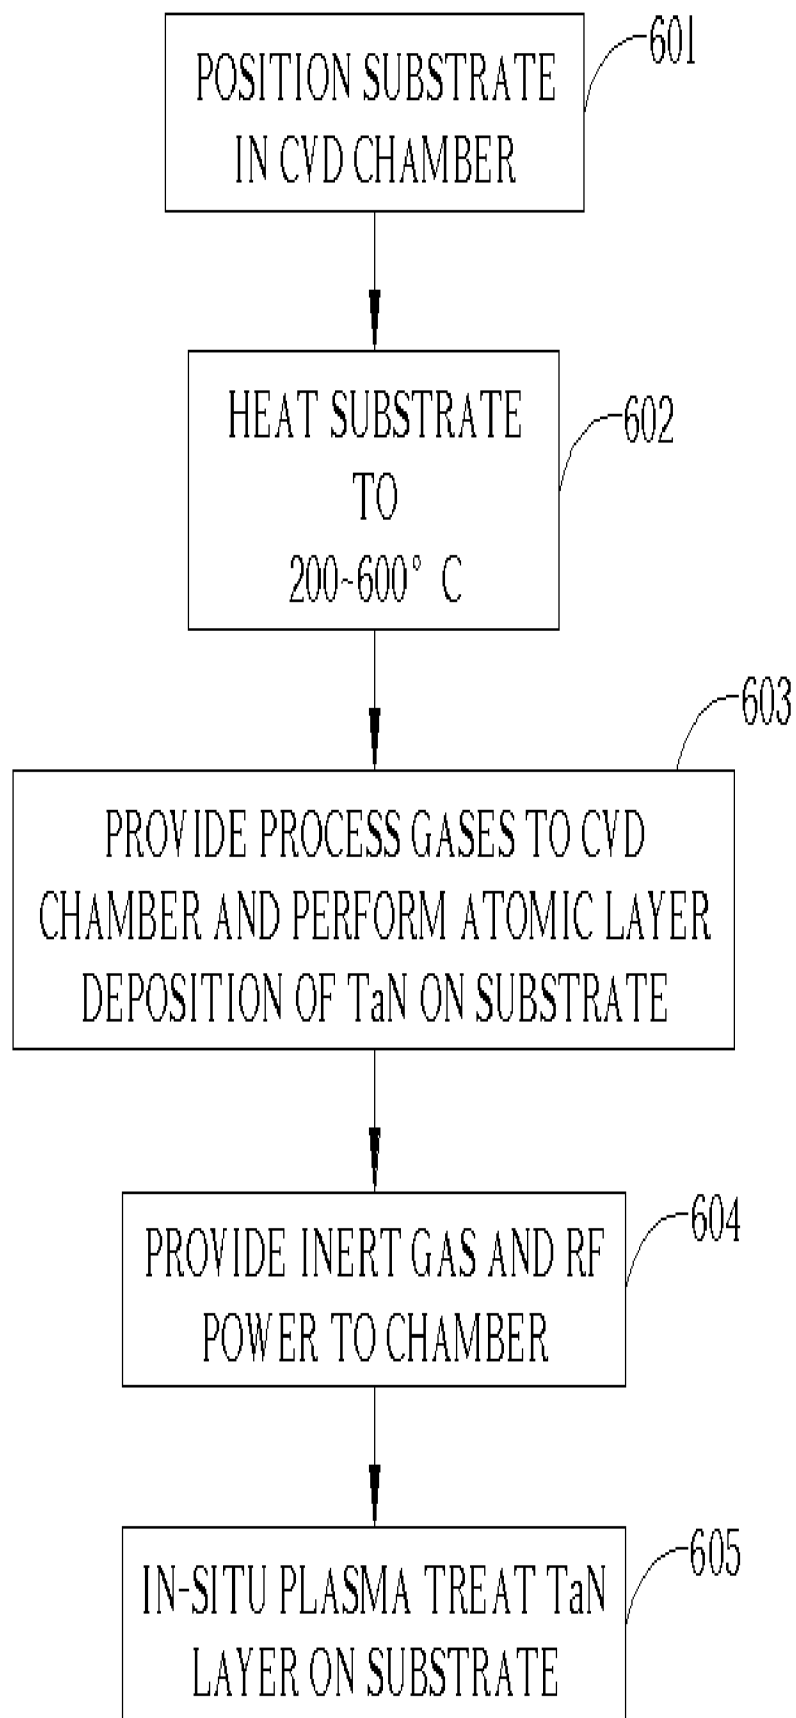 601
POSITION SUBSTRATE
IN CVD CHAMBER
602
HEAT SUBSTRATE
TO
200~600° C
603
PROVIDE PROCESS GASES TO CVD
CHAMBER AND PERFORM ATOMIC LAYER
DEPOSITION OF TaN ON SUBSTRATE
604
PROVIDE INERT GAS AND RF
POWER TO CHAMBER
605
IN-SITU PLASMA TREAT TaN
LAYER ON SUBSTRATE